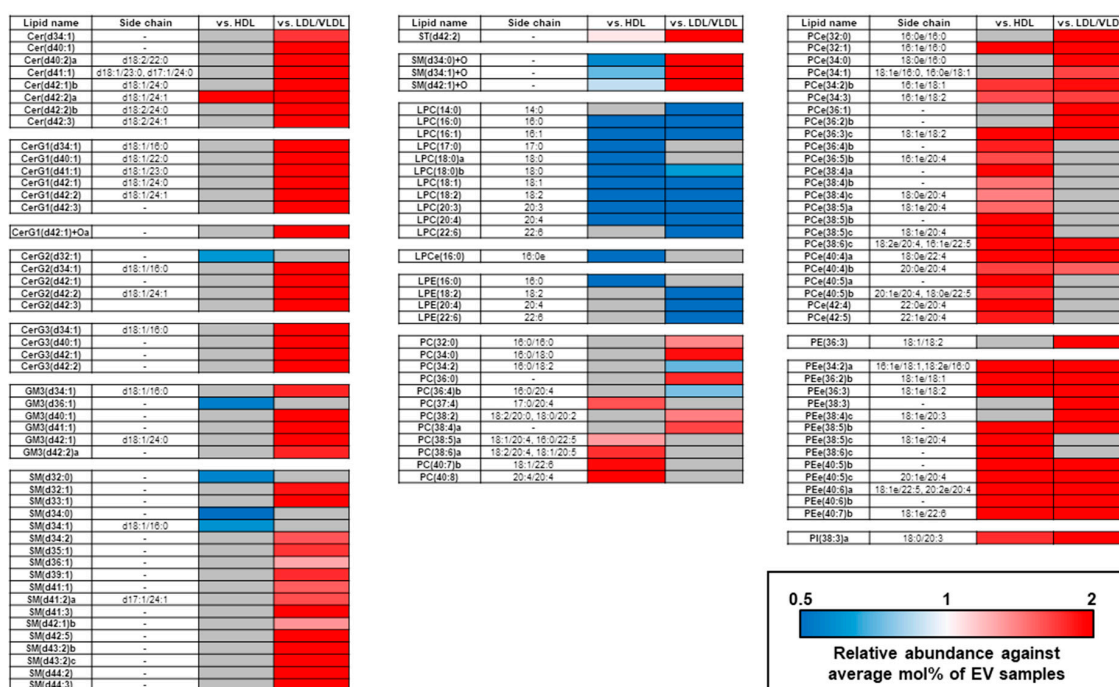 Lipid name Side chain vs. HDL vs. LDL/VLDL
Cer(d34:1) -
Cer(d40:1) -
Cer(d40:2)a d18:2/22:0
Cer(d41:1) d18:1/23:0, d17:1/24:0
Cer(d42:1)b d18:1/24:0
Cer(d42:2)a d18:1/24:1
Cer(d42:2)b d18:2/24:0
Cer(d42:3) d18:2/24:1
CerG1(d34:1) d18:1/16:0
CerG1(d40:1) d18:1/22:0
CerG1(d41:1) d18:1/23:0
CerG1(d42:1) d18:1/24:0
CerG1(d42:2) d18:1/24:1
CerG1(d42:3) -
CerG1(d42:1)+Oa -
CerG2(d32:1) -
CerG2(d34:1) d18:1/16:0
CerG2(d42:1) -
CerG2(d42:2) d18:1/24:1
CerG2(d42:3) -
CerG3(d34:1) d18:1/16:0
CerG3(d40:1) -
CerG3(d42:1) -
CerG3(d42:2) -
GM3(d34:1) d18:1/16:0
GM3(d36:1) -
GM3(d40:1) -
GM3(d41:1) -
GM3(d42:1) d18:1/24:0
GM3(d42:2)a -
SM(d32:0) -
SM(d32:1) -
SM(d33:1) -
SM(d34:0) -
SM(d34:1) d18:1/16:0
SM(d34:2) -
SM(d35:1) -
SM(d36:1) -
SM(d39:1) -
SM(d41:1) -
SM(d41:2)a d17:1/24:1
SM(d41:3) -
SM(d42:1)b -
SM(d42:5) -
SM(d43:2)b -
SM(d43:2)c -
SM(d44:2) -
SM(d44:3) -
Lipid name Side chain vs. HDL vs. LDL/VLDL
ST(d42:2) -
SM(d34:0)+O -
SM(d34:1)+O -
SM(d42:1)+O -
LPC(14:0) 14:0
LPC(16:0) 16:0
LPC(16:1) 16:1
LPC(17:0) 17:0
LPC(18:0)a 18:0
LPC(18:0)b 18:0
LPC(18:1) 18:1
LPC(18:2) 18:2
LPC(20:3) 20:3
LPC(20:4) 20:4
LPC(22:6) 22:6
LPCe(16:0) 16:0e
LPE(16:0) 16:0
LPE(18:2) 18:2
LPE(20:4) 20:4
LPE(22:6) 22:6
PC(32:0) 16:0/16:0
PC(34:0) 16:0/18:0
PC(34:2) 16:0/18:2
PC(36:0) -
PC(36:4)b 16:0/20:4
PC(37:4) 17:0/20:4
PC(38:2) 18:2/20:0, 18:0/20:2
PC(38:4)a -
PC(38:5)a 18:1/20:4, 16:0/22:5
PC(38:6)a 18:2/20:4, 18:1/20:5
PC(40:7)b 18:1/22:6
PC(40:8) 20:4/20:4
Lipid name Side chain vs. HDL vs. LDL/VLDL
PCe(32:0) 16:0e/16:0
PCe(32:1) 16:1e/16:0
PCe(34:0) 18:0e/16:0
PCe(34:1) 18:1e/16:0, 16:0e/18:1
PCe(34:2)b 16:1e/18:1
PCe(34:3) 16:1e/18:2
PCe(36:1) -
PCe(36:2)b -
PCe(36:3)c 18:1e/18:2
PCe(36:4)b -
PCe(36:5)b 16:1e/20:4
PCe(38:4)a -
PCe(38:4)b -
PCe(38:4)c 18:0e/20:4
PCe(38:5)a 18:1e/20:4
PCe(38:5)b -
PCe(38:5)c 18:1e/20:4
PCe(38:6)c 18:2e/20:4, 16:1e/22:5
PCe(40:4)a 18:0e/22:4
PCe(40:4)b 20:0e/20:4
PCe(40:5)a -
PCe(40:5)b 20:1e/20:4, 18:0e/22:5
PCe(42:4) 22:0e/20:4
PCe(42:5) 22:1e/20:4
PE(36:3) 18:1/18:2
PEe(34:2)a 16:1e/18:1,18:2e/16:0
PEe(36:2)b 18:1e/18:1
PEe(36:3) 18:1e/18:2
PEe(38:3) -
PEe(38:4)c 18:1e/20:3
PEe(38:5)b -
PEe(38:5)c 18:1e/20:4
PEe(38:6)c -
PEe(40:5)b -
PEe(40:5)c 20:1e/20:4
PEe(40:6)a 18:1e/22:5, 20:2e/20:4
PEe(40:6)b -
PEe(40:7)b 18:1e/22:6
PI(38:3)a 18:0/20:3
0.5 1 2
Relative abundance against
average mol% of EV samples